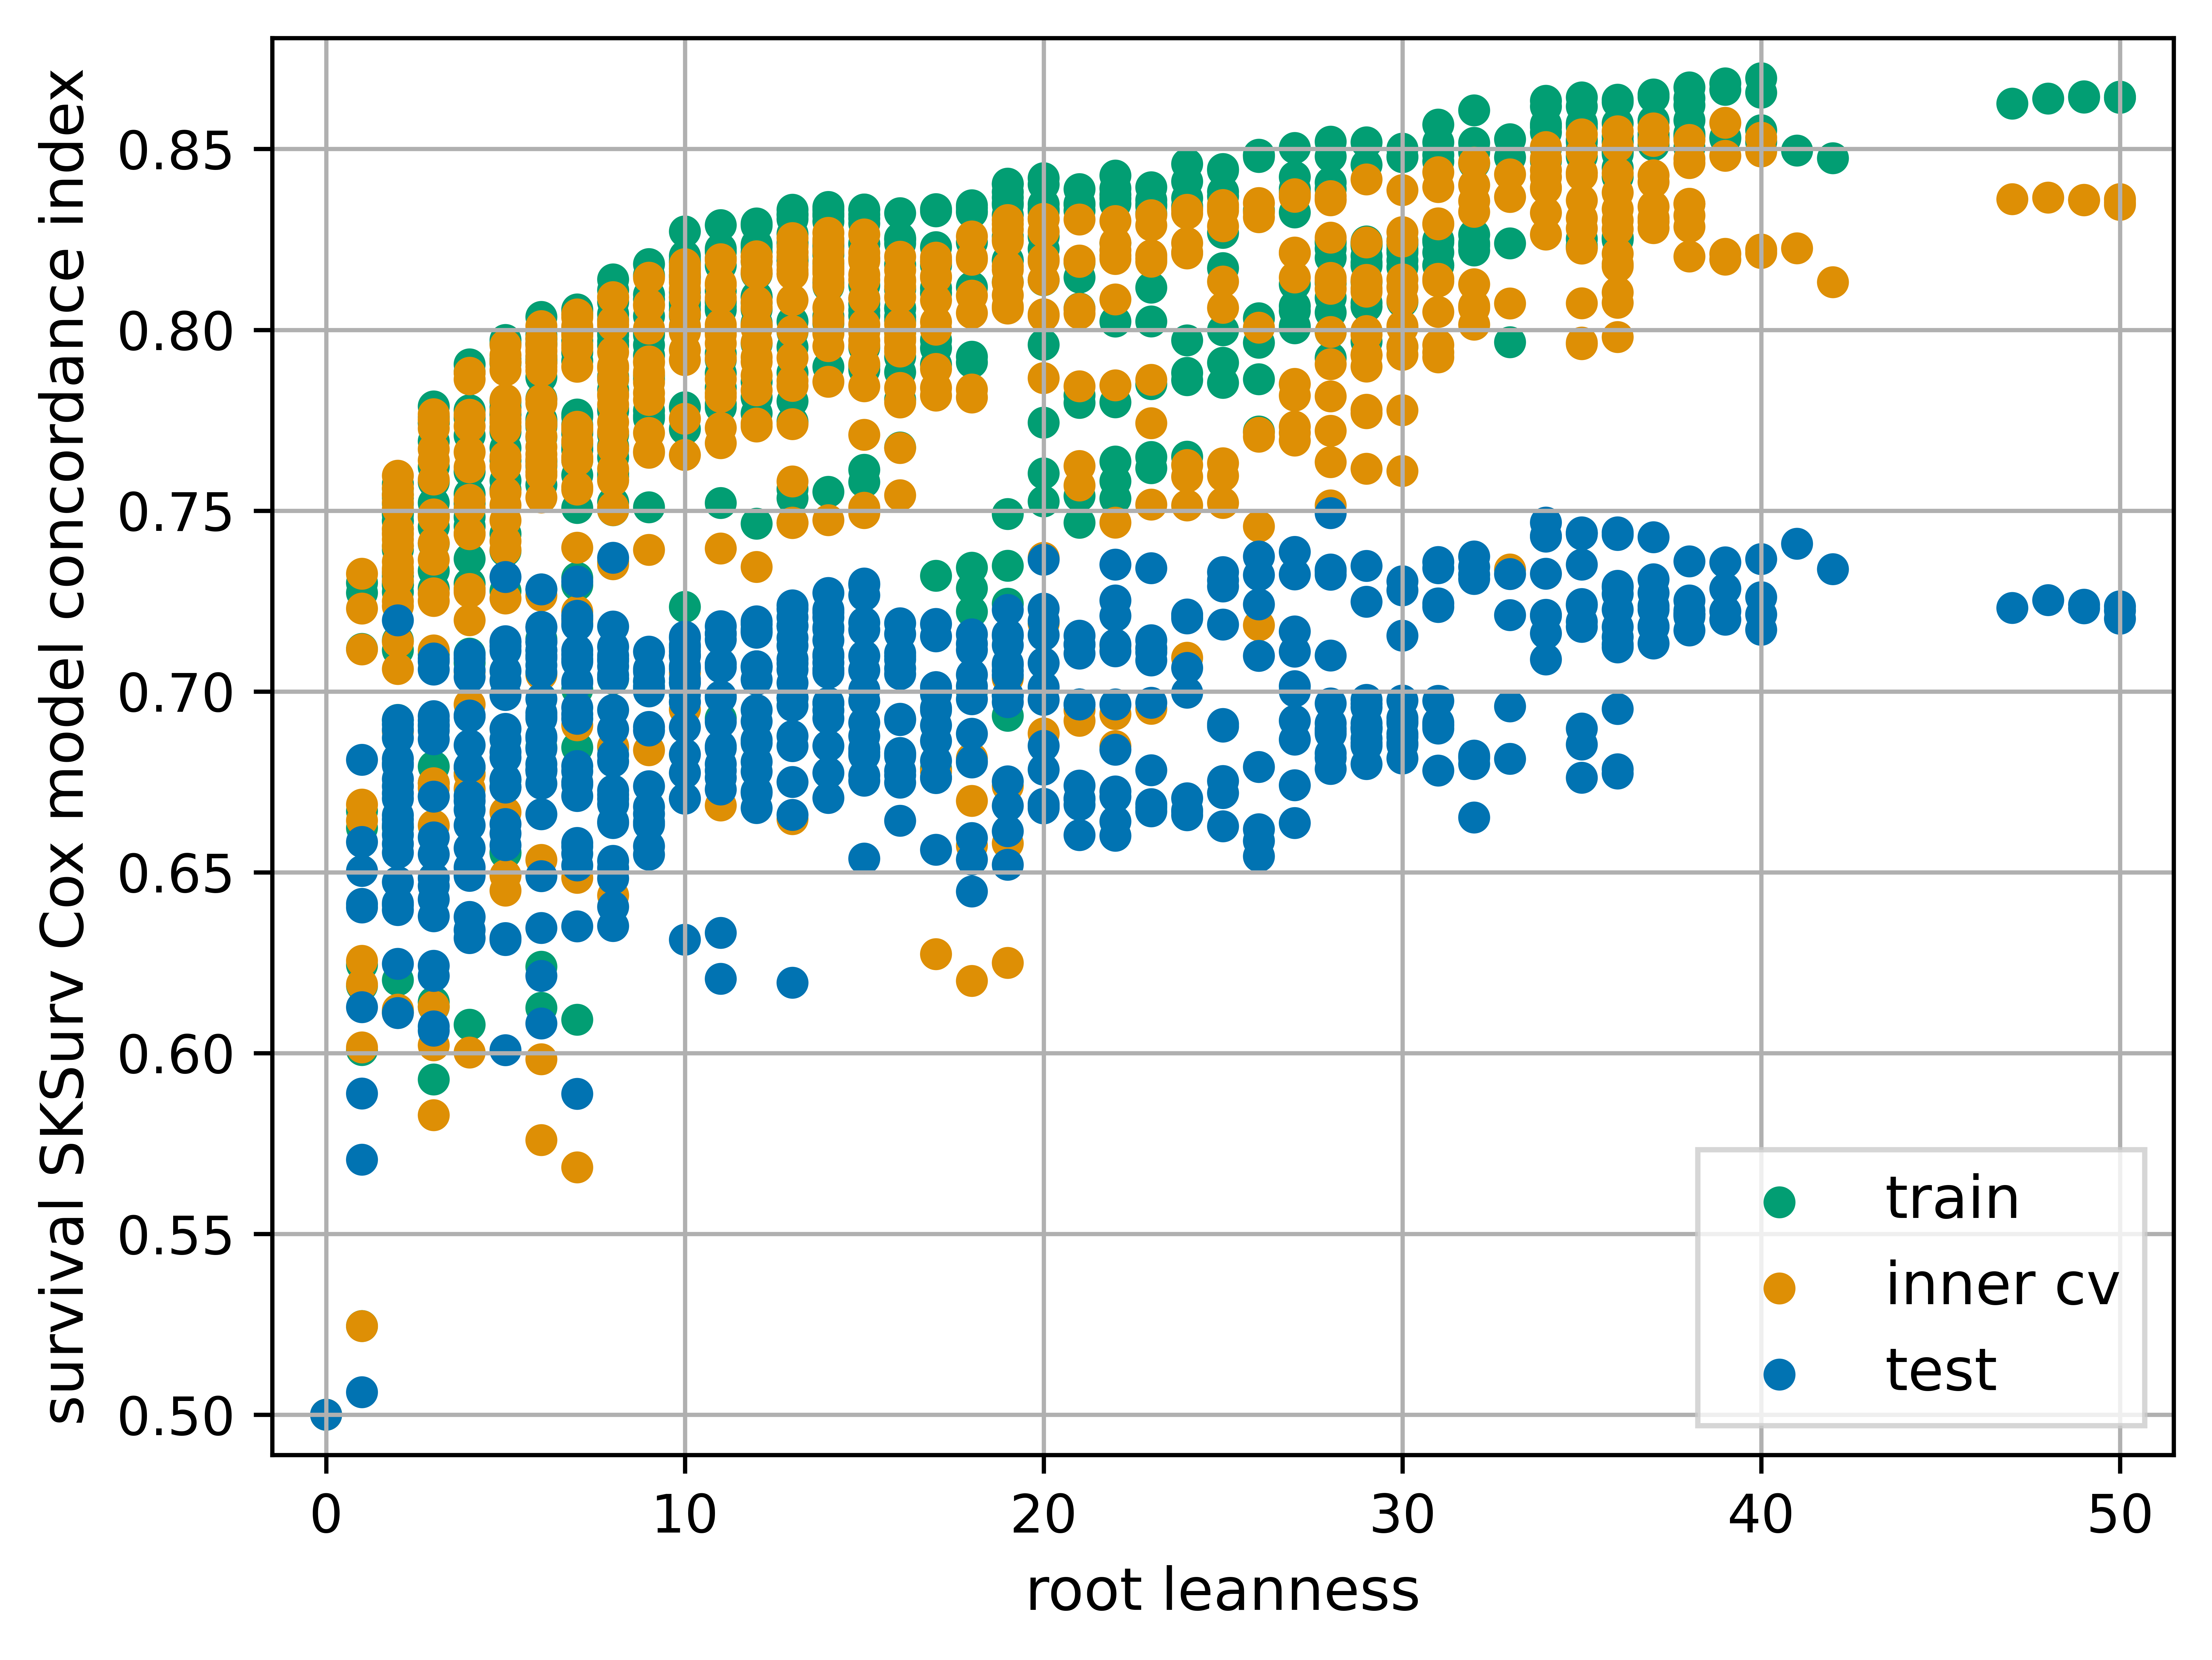 survival SKSurv Cox model concordance index
0.85
0.80
0.75
0.70
0.65
0.60
0.55
0.50
train
inner cv
test
0 10 20 30 40 50
root leanness